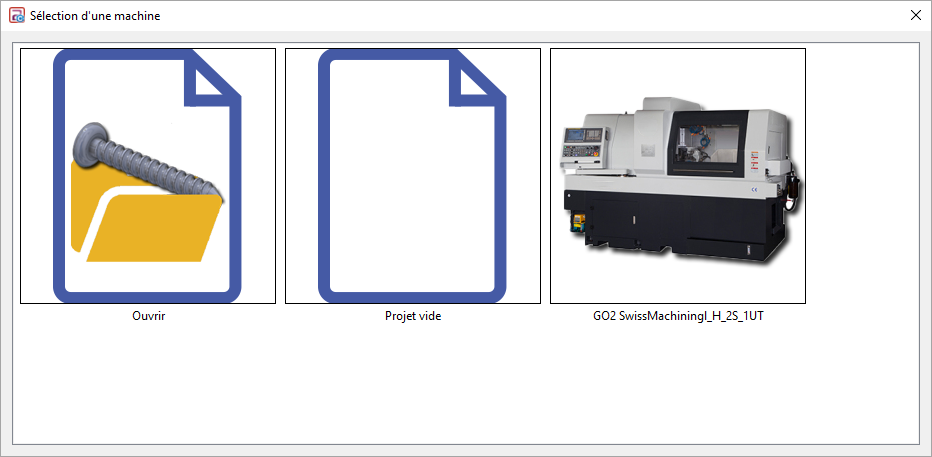 Sélection d'une machine
Ouvrir
Projet vide
GO2 SwissMachiningI_H_2S_1UT